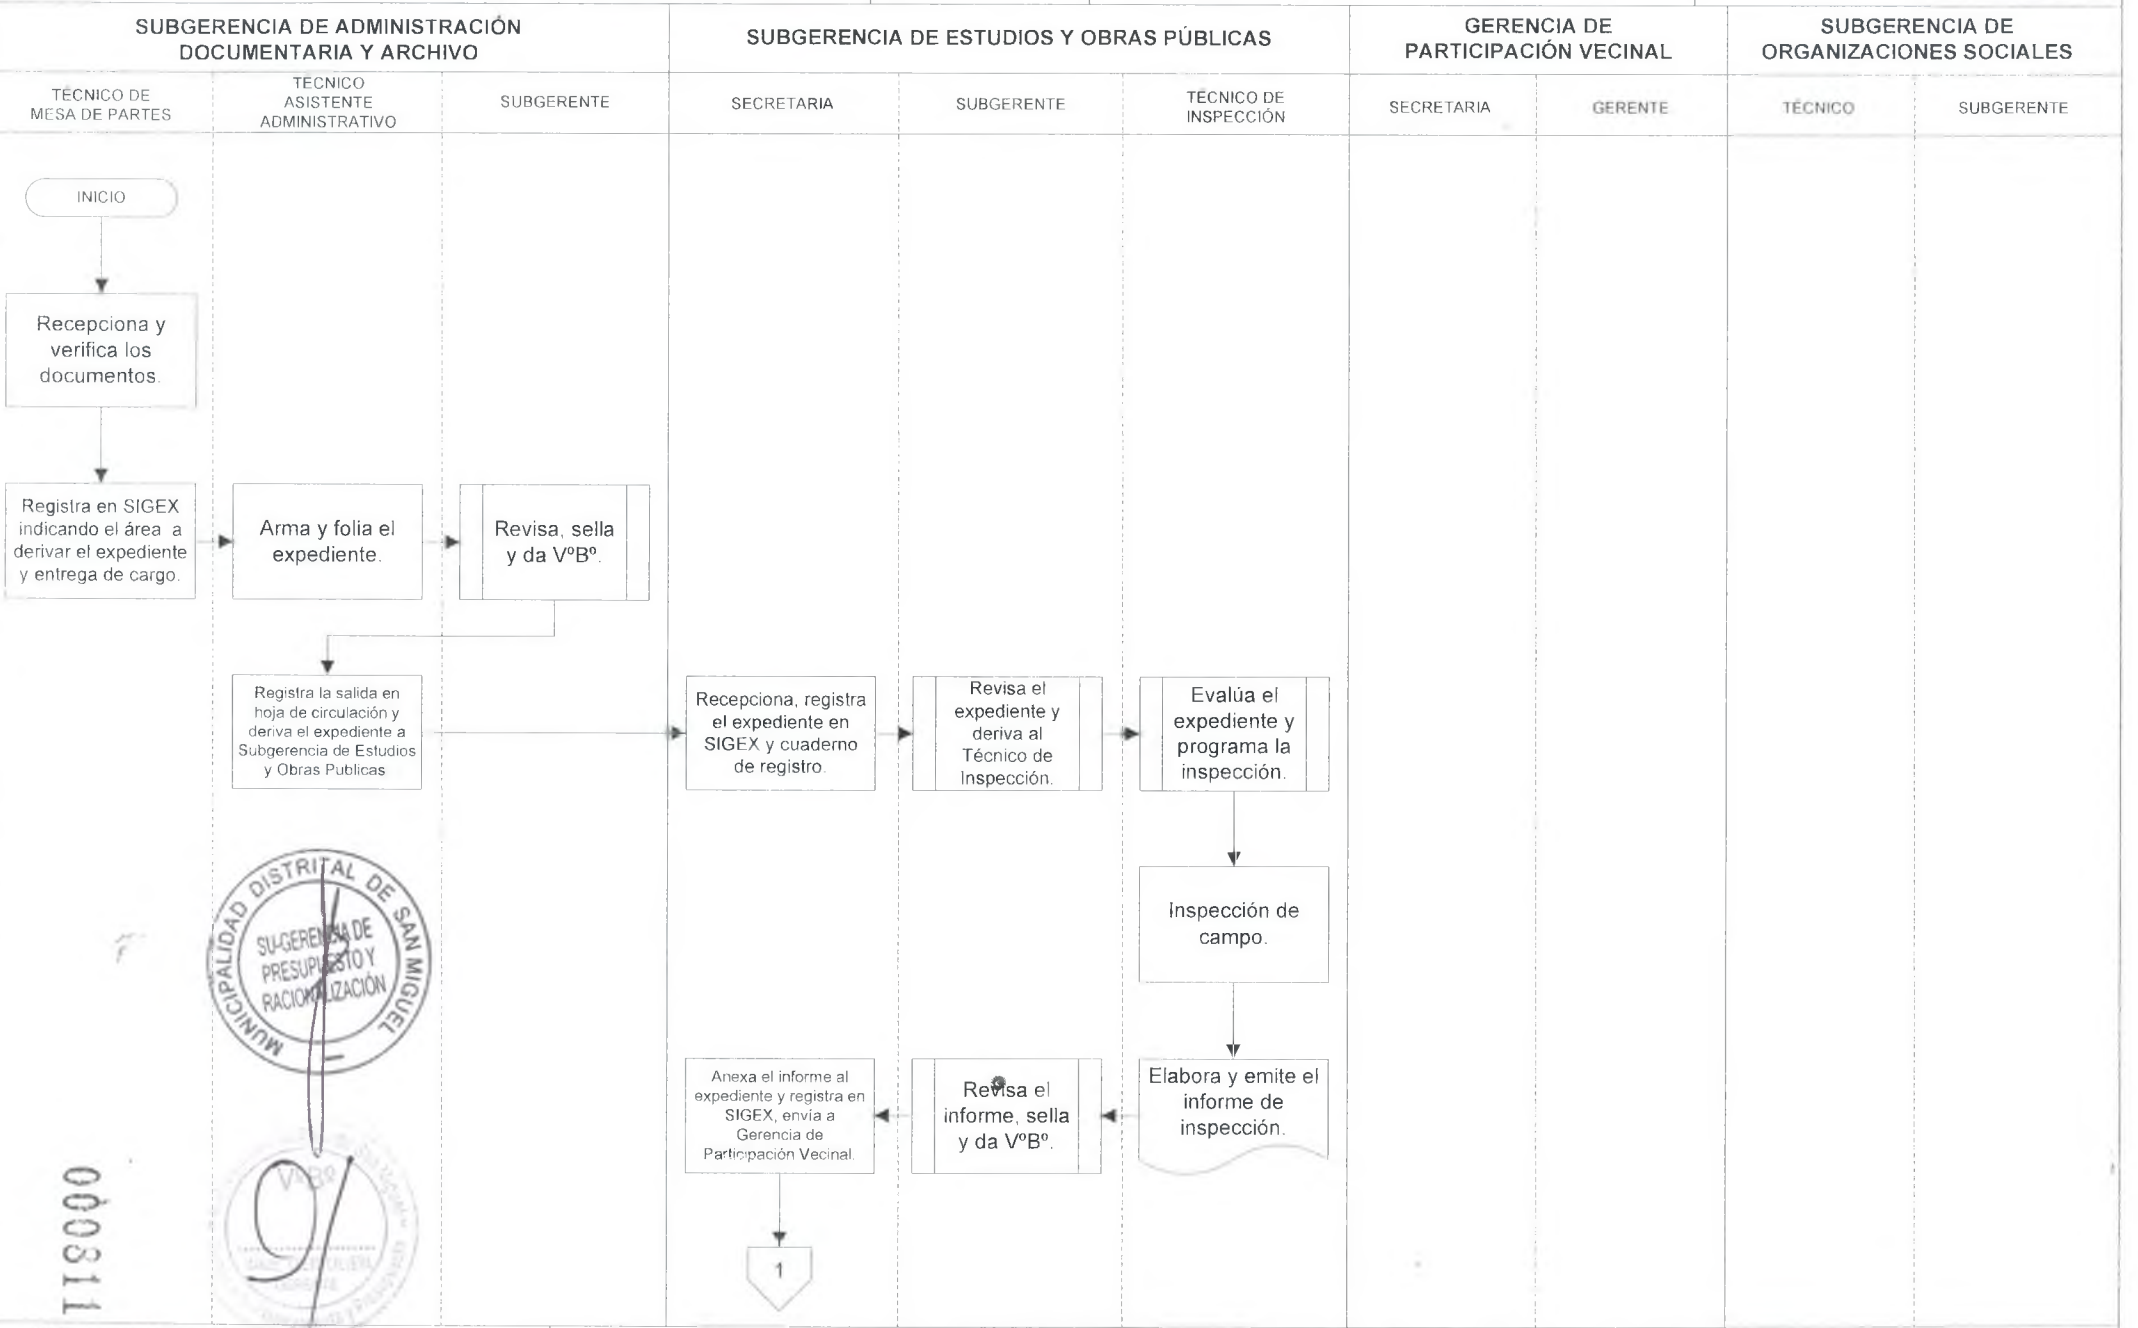 SUBGERENCIA DE ADMINISTRACIÓN
DOCUMENTARIA Y ARCHIVO
SUBGERENCIA DE ESTUDIOS Y OBRAS PÚBLICAS
GERENCIA DE
PARTICIPACIÓN VECINAL
SUBGERENCIA DE
ORGANIZACIONES SOCIALES
TÉCNICO DE
MESA DE PARTES
TÉCNICO
ASISTENTE
ADMINISTRATIVO
SUBGERENTE
SECRETARIA
SUBGERENTE
TÉCNICO DE
INSPECCIÓN
SECRETARIA
GERENTE
TÉCNICO
SUBGERENTE
INICIO
Recepciona y
verifica los
documentos.
Registra en SIGEX
indicando el área a
derivar el expediente
y entrega de cargo.
Arma y folia el
expediente.
Revisa, sella
y da VºBº.
Registra la salida en
hoja de circulación y
deriva el expediente a
Subgerencia de Estudios
y Obras Publicas
Recepciona, registra
el expediente en
SIGEX y cuaderno
de registro.
Revisa el
expediente y
deriva al
Técnico de
Inspección.
Evalúa el
expediente y
programa la
inspección.
Inspección de
campo.
Elabora y emite el
informe de
inspección.
Revisa el
informe, sella
y da VºBº.
Anexa el informe al
expediente y registra en
SIGEX, envía a
Gerencia de
Participación Vecinal.
1
MUNICIPALIDAD DISTRITAL DE SAN MIGUEL
SU-GERENCIA DE
PRESUPUESTO Y
RACIONALIZACIÓN
VºBº
000811